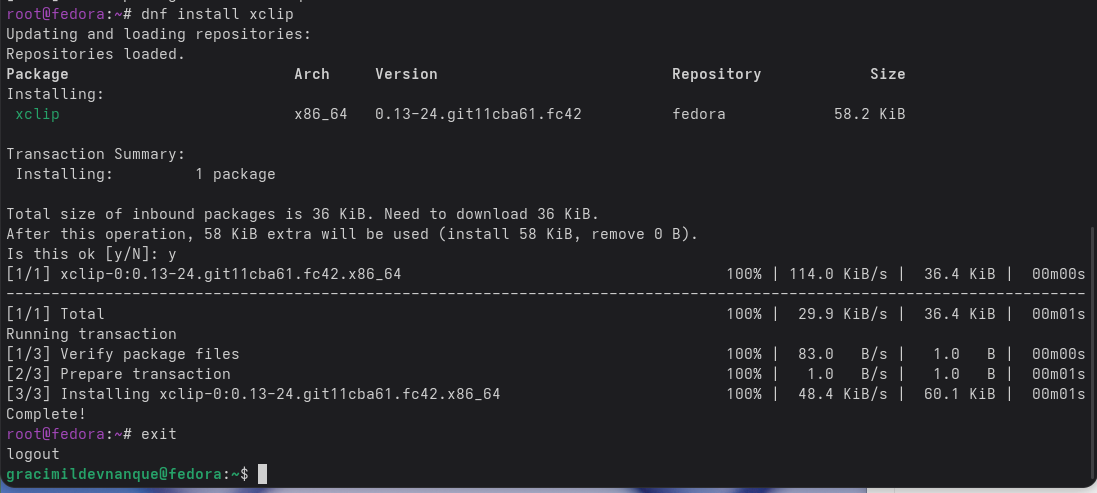 root@fedora:~# dnf install xclip
Updating and loading repositories:
Repositories loaded.
Package Arch Version Repository Size
Installing:
xclip x86_64 0.13-24.git11cba61.fc42 fedora 58.2 KiB
Transaction Summary:
Installing: 1 package
Total size of inbound packages is 36 KiB. Need to download 36 KiB.
After this operation, 58 KiB extra will be used (install 58 KiB, remove 0 B).
Is this ok [y/N]: y
[1/1] xclip-0:0.13-24.git11cba61.fc42.x86_64 100% | 114.0 KiB/s | 36.4 KiB | 00m00s
--------------------------------------------------------------------------------
[1/1] Total 100% | 29.9 KiB/s | 36.4 KiB | 00m01s
Running transaction
[1/3] Verify package files 100% | 83.0 B/s | 1.0 B | 00m00s
[2/3] Prepare transaction 100% | 1.0 B/s | 1.0 B | 00m01s
[3/3] Installing xclip-0:0.13-24.git11cba61.fc42.x86_64 100% | 48.4 KiB/s | 60.1 KiB | 00m01s
Complete!
root@fedora:~# exit
logout
gracimildevnanque@fedora:~$